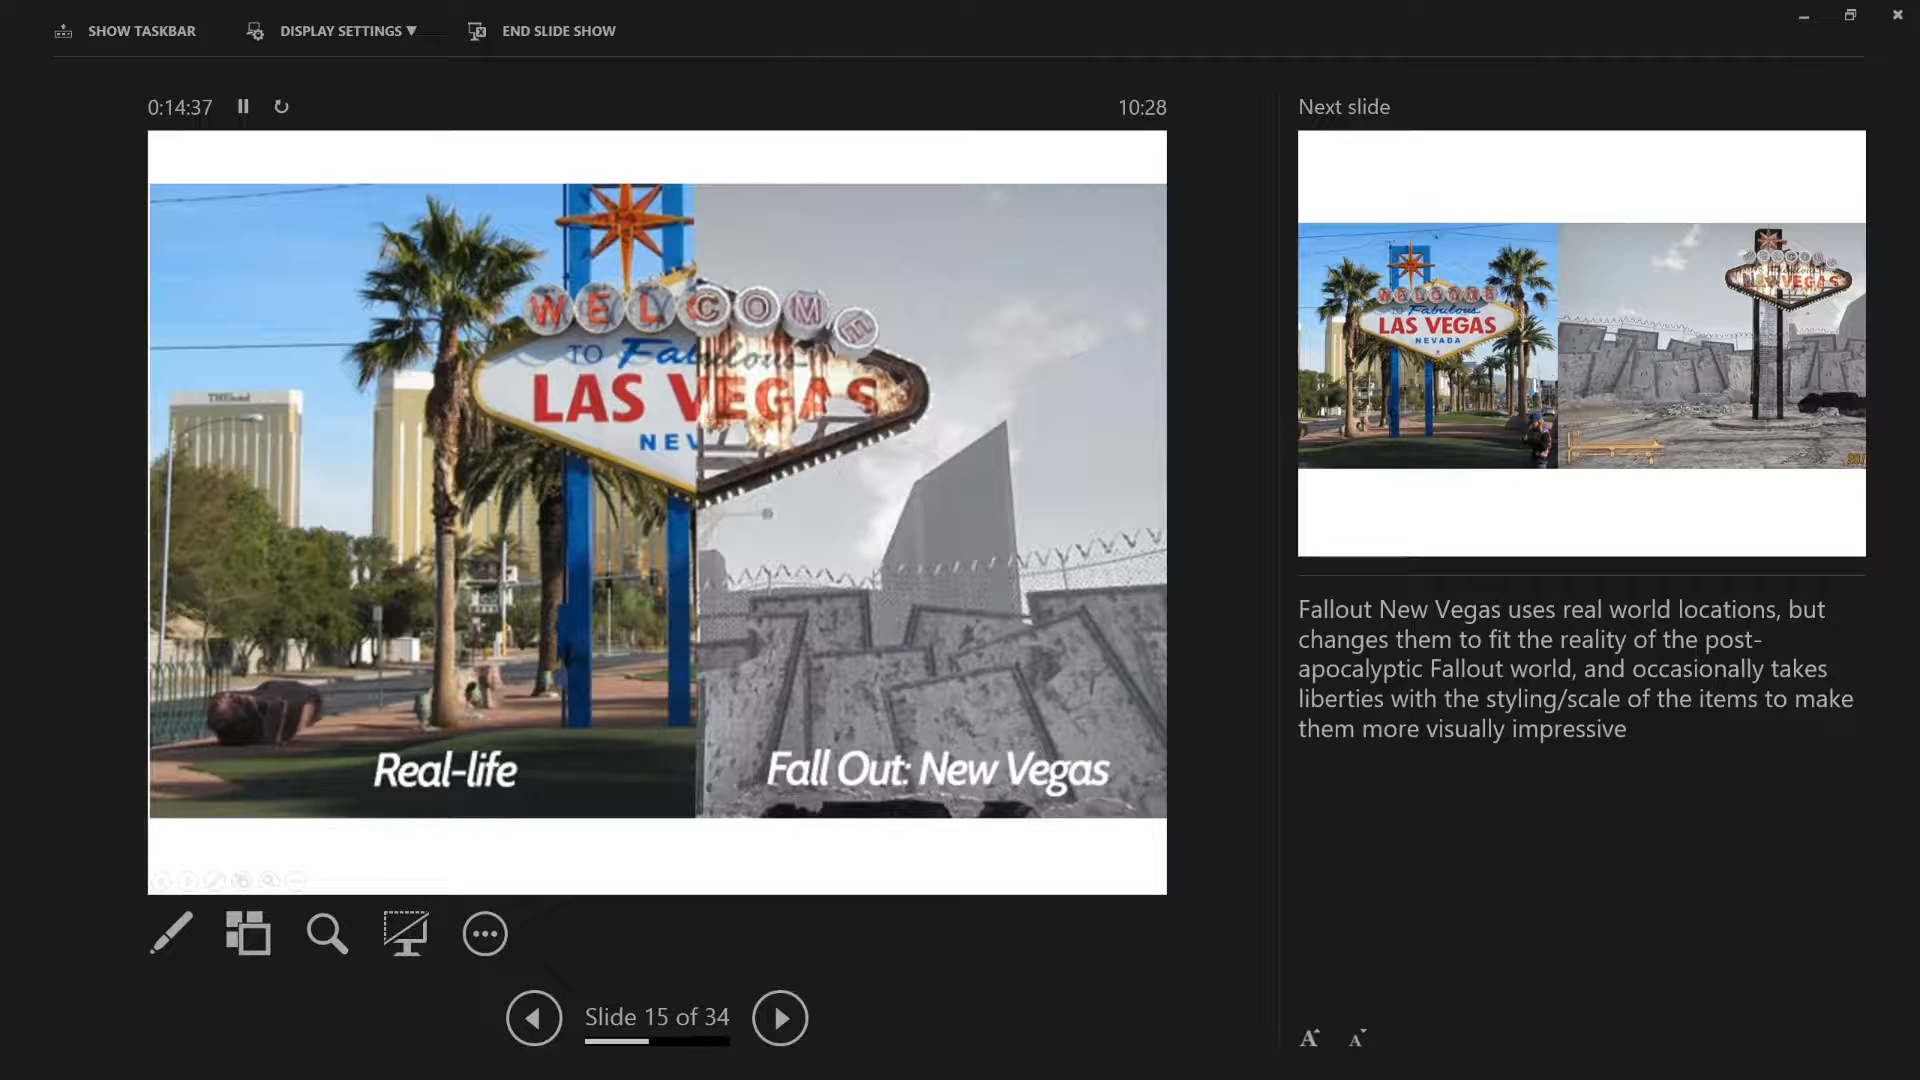 SHOW TASKBAR
DISPLAY SETTINGS ▼
END SLIDE SHOW
0:14:37
10:28
WELCOME
TO Fabulous
LAS VEGAS
NEV
THEhotel
Real-life
Fall Out: New Vegas
Slide 15 of 34
Next slide
WELCOME
TO Fabulous
LAS VEGAS
NEVADA
WELCOME
VEGAS
Fallout New Vegas uses real world locations, but
changes them to fit the reality of the post-
apocalyptic Fallout world, and occasionally takes
liberties with the styling/scale of the items to make
them more visually impressive
A A